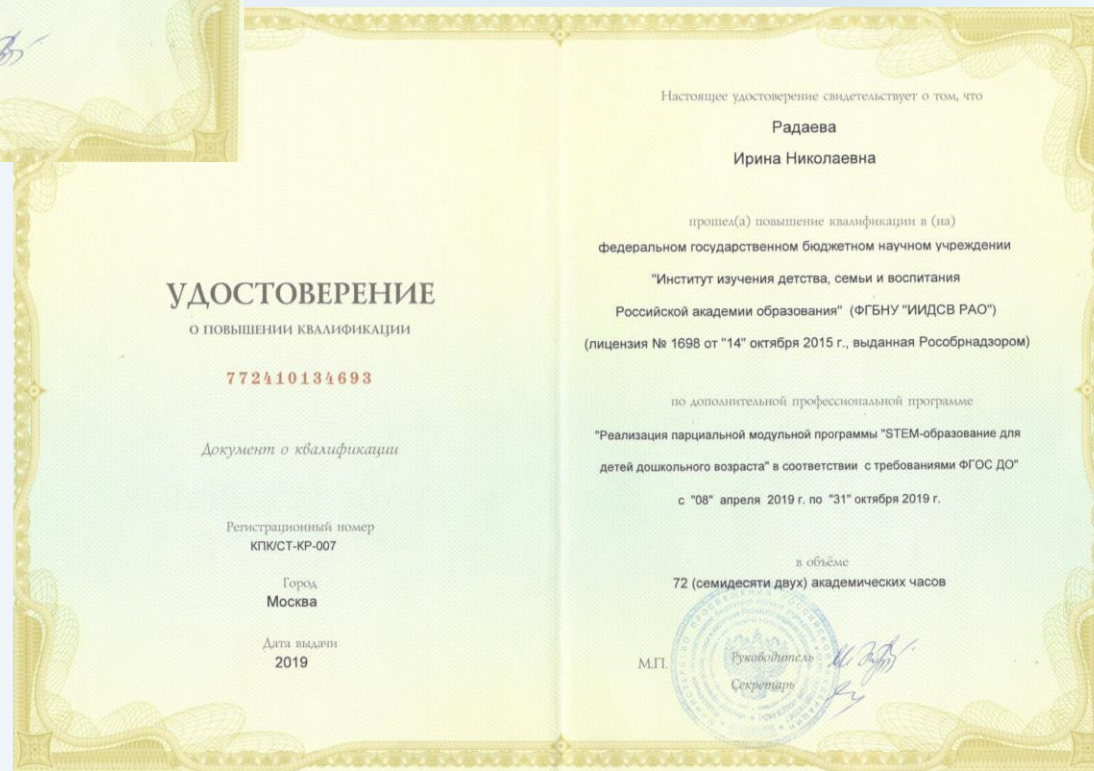 УДОСТОВЕРЕНИЕ
О ПОВЫШЕНИИ КВАЛИФИКАЦИИ
772410134693
Документ о квалификации
Регистрационный номер
КПК/СТ-КР-007
Город
Москва
Дата выдачи
2019
Настоящее удостоверение свидетельствует о том, что
Радаева
Ирина Николаевна
прошел(а) повышение квалификации в (на)
федеральном государственном бюджетном научном учреждении
"Институт изучения детства, семьи и воспитания
Российской академии образования" (ФГБНУ "ИИДСВ РАО")
(лицензия № 1698 от "14" октября 2015 г., выданная Рособрнадзором)
по дополнительной профессиональной программе
"Реализация парциальной модульной программы "STEM-образование для
детей дошкольного возраста" в соответствии с требованиями ФГОС ДО"
с "08" апреля 2019 г. по "31" октября 2019 г.
в объёме
72 (семидесяти двух) академических часов
М.П.
Руководитель
Секретарь